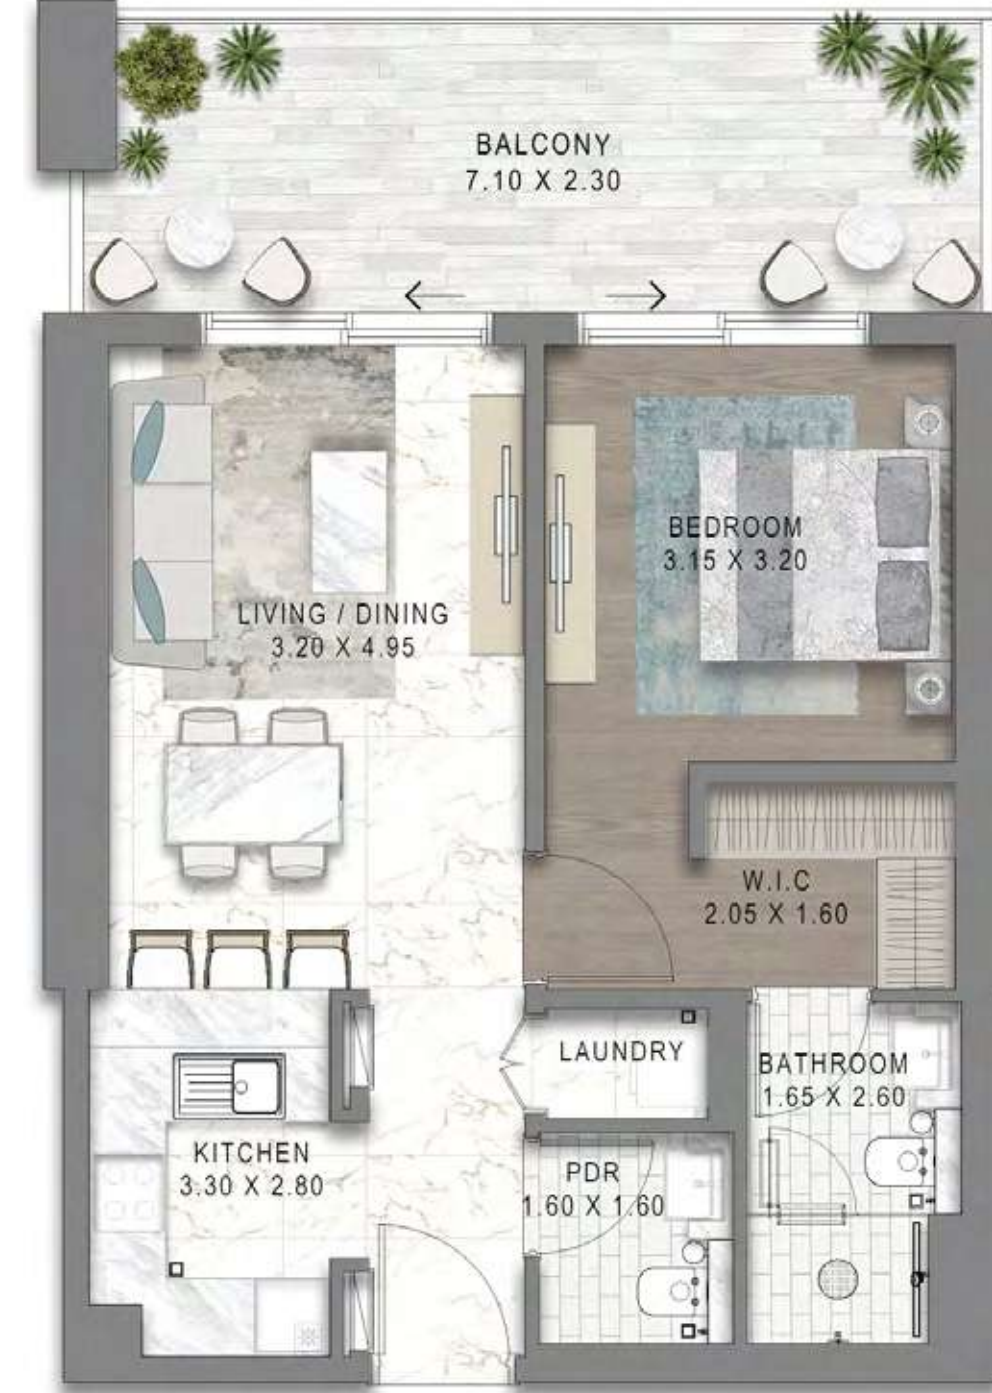 BALCONY
7.10 X 2.30
BEDROOM
3.15 X 3.20
LIVING / DINING
3.20 X 4.95
W.I.C
2.05 X 1.60
LAUNDRY
BATHROOM
1.65 X 2.60
KITCHEN
3.30 X 2.80
PDR
1.60 X 1.60